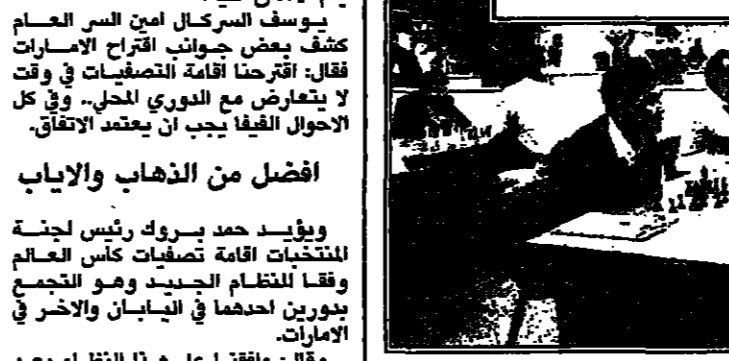 يوسف السركال امين السر العام
كشف بعض جوانب اقتراح الامارات
فقال: اقترحنا اقامة التصفيات في وقت
لا يتعارض مع الدوري المحلي.. وفي كل
الاحوال الفيفا يجب ان يعتمد الاتفاق.
افضل من الذهاب والاياب
ويؤيد حمد بروك رئيس لجنة
المنتخبات اقامة تصفيات كاس العالم
وفقا للنظام الجديد وهو التجمع
بدورين احدهما في اليابان والاخر في
الامارات.